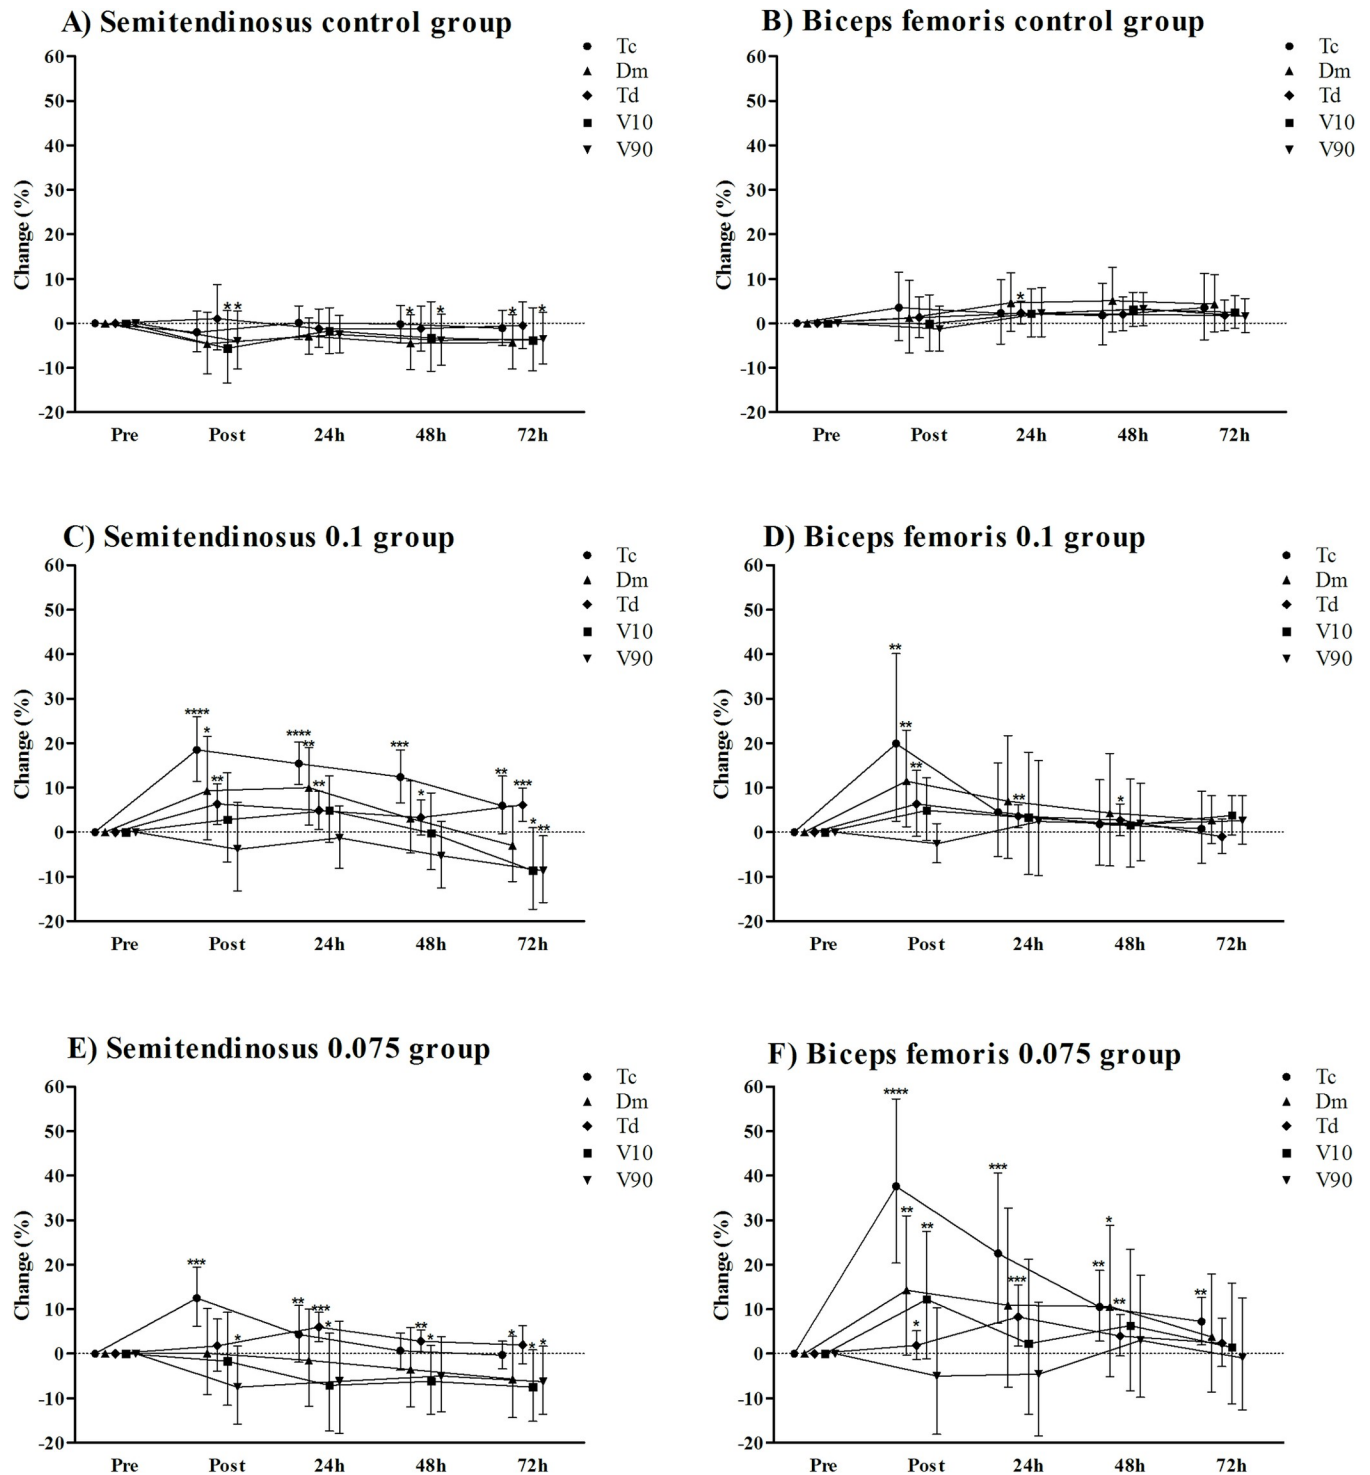 A) Semitendinosus control group
Tc
Dm
Td
V10
V90
60
50
40
30
20
10
0
-10
-20
Change (%)
* *
* *
* *
Pre Post 24h 48h 72h
B) Biceps femoris control group
Tc
Dm
Td
V10
V90
60
50
40
30
20
10
0
-10
-20
Change (%)
*
Pre Post 24h 48h 72h
C) Semitendinosus 0.1 group
Tc
Dm
Td
V10
V90
60
50
40
30
20
10
0
-10
-20
Change (%)
**** * **
**** ** **
*** *
** *** * **
Pre Post 24h 48h 72h
D) Biceps femoris 0.1 group
Tc
Dm
Td
V10
V90
60
50
40
30
20
10
0
-10
-20
Change (%)
** ** **
**
*
Pre Post 24h 48h 72h
E) Semitendinosus 0.075 group
Tc
Dm
Td
V10
V90
60
50
40
30
20
10
0
-10
-20
Change (%)
*** *
** *** *
** *
* * *
Pre Post 24h 48h 72h
F) Biceps femoris 0.075 group
Tc
Dm
Td
V10
V90
60
50
40
30
20
10
0
-10
-20
Change (%)
**** ** * **
*** ***
** * **
**
Pre Post 24h 48h 72h